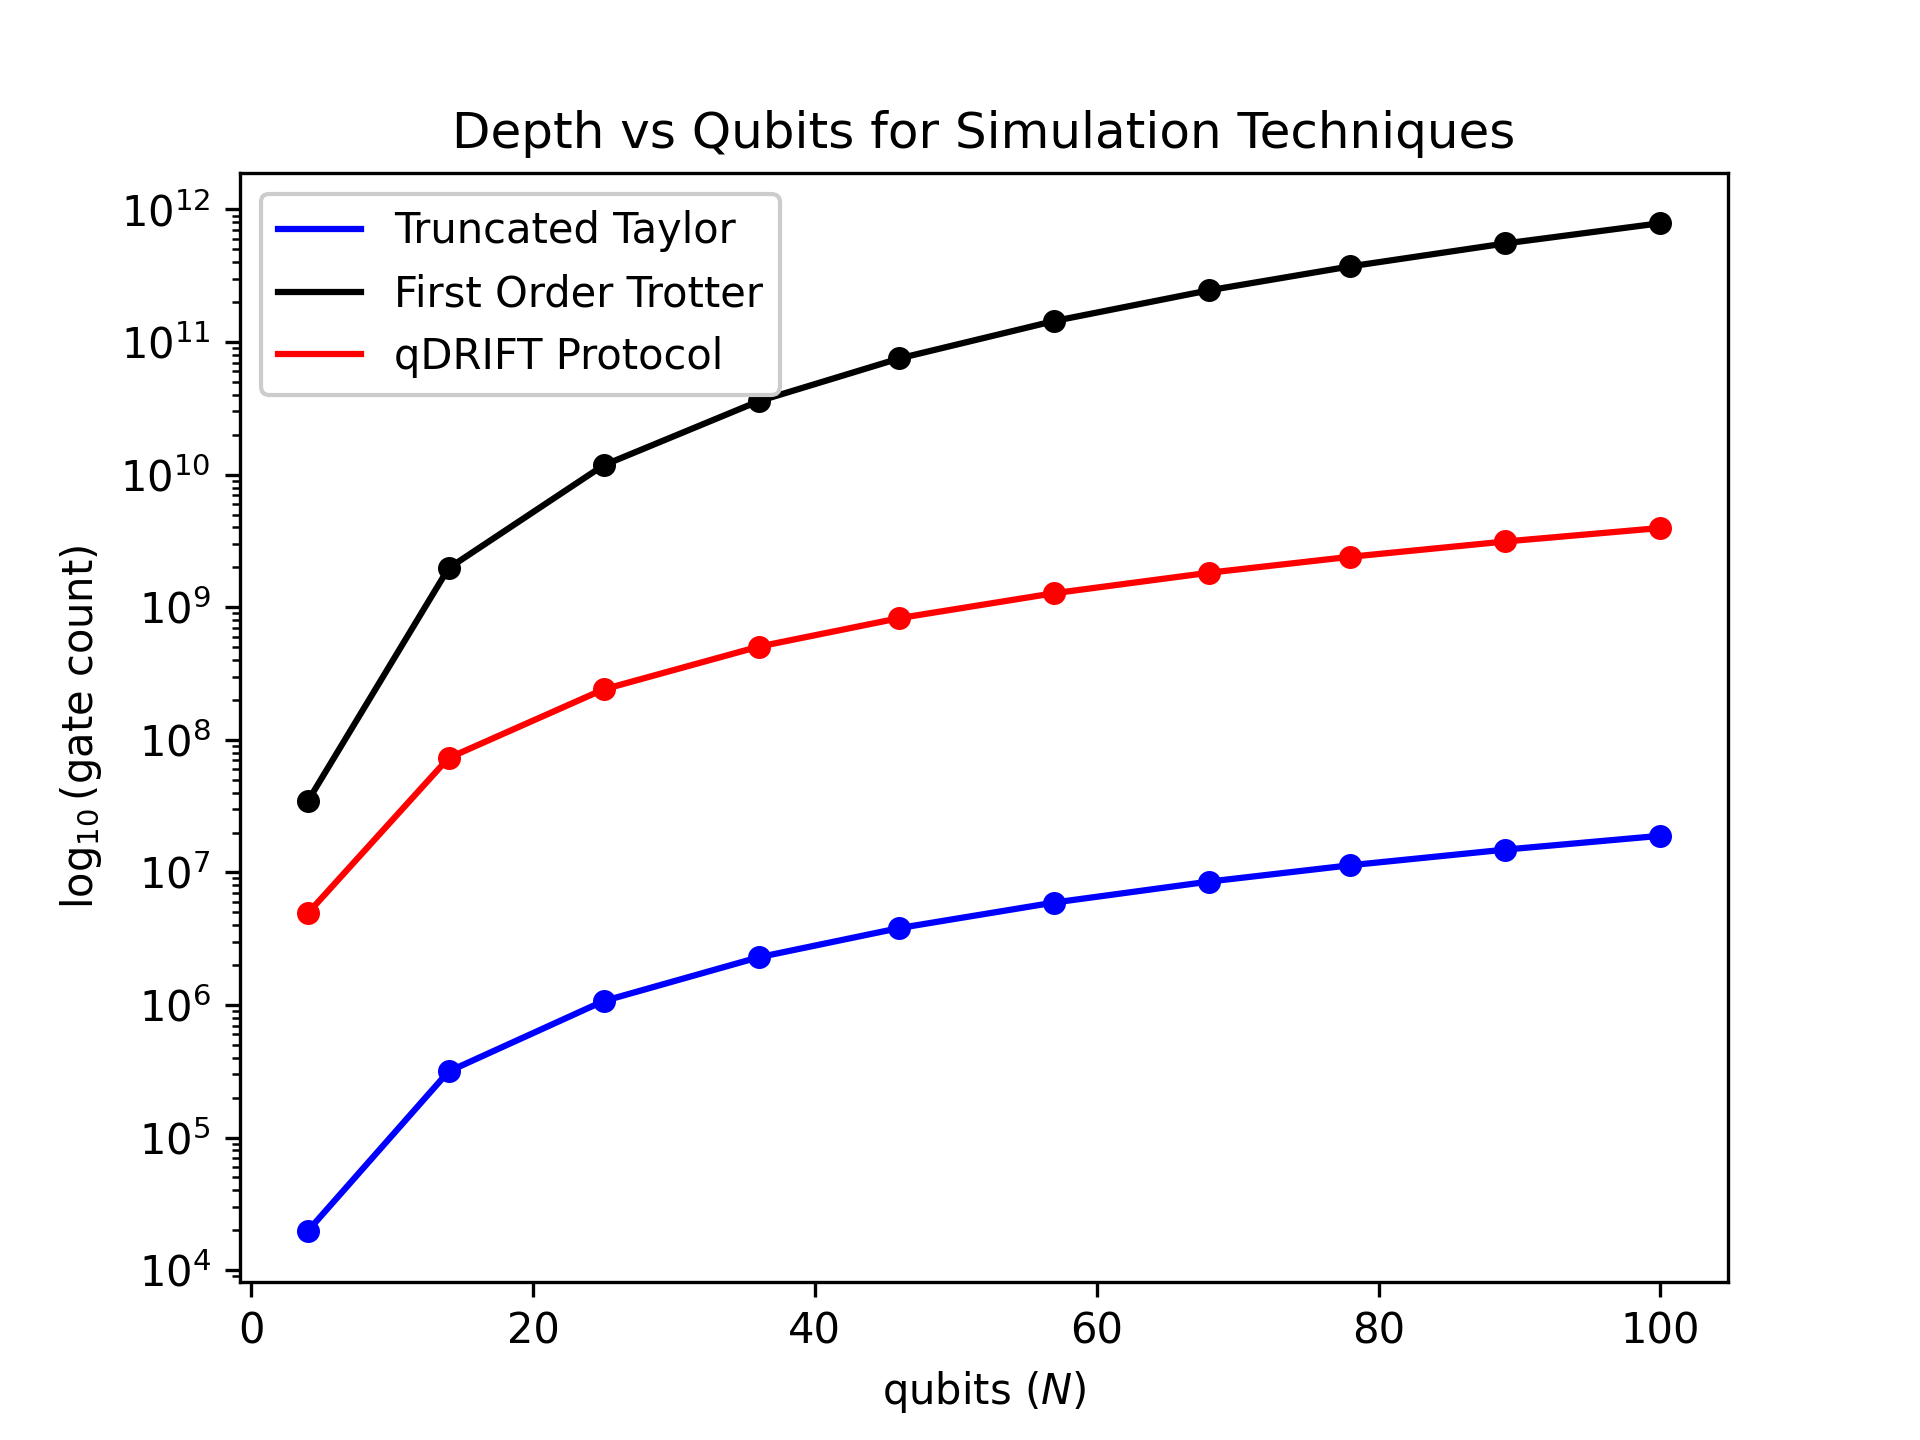 Depth vs Qubits for Simulation Techniques
Truncated Taylor
First Order Trotter
qDRIFT Protocol
10¹²
10¹¹
10¹⁰
10⁹
10⁸
10⁷
10⁶
10⁵
10⁴
log₁₀(gate count)
0 20 40 60 80 100
qubits (N)